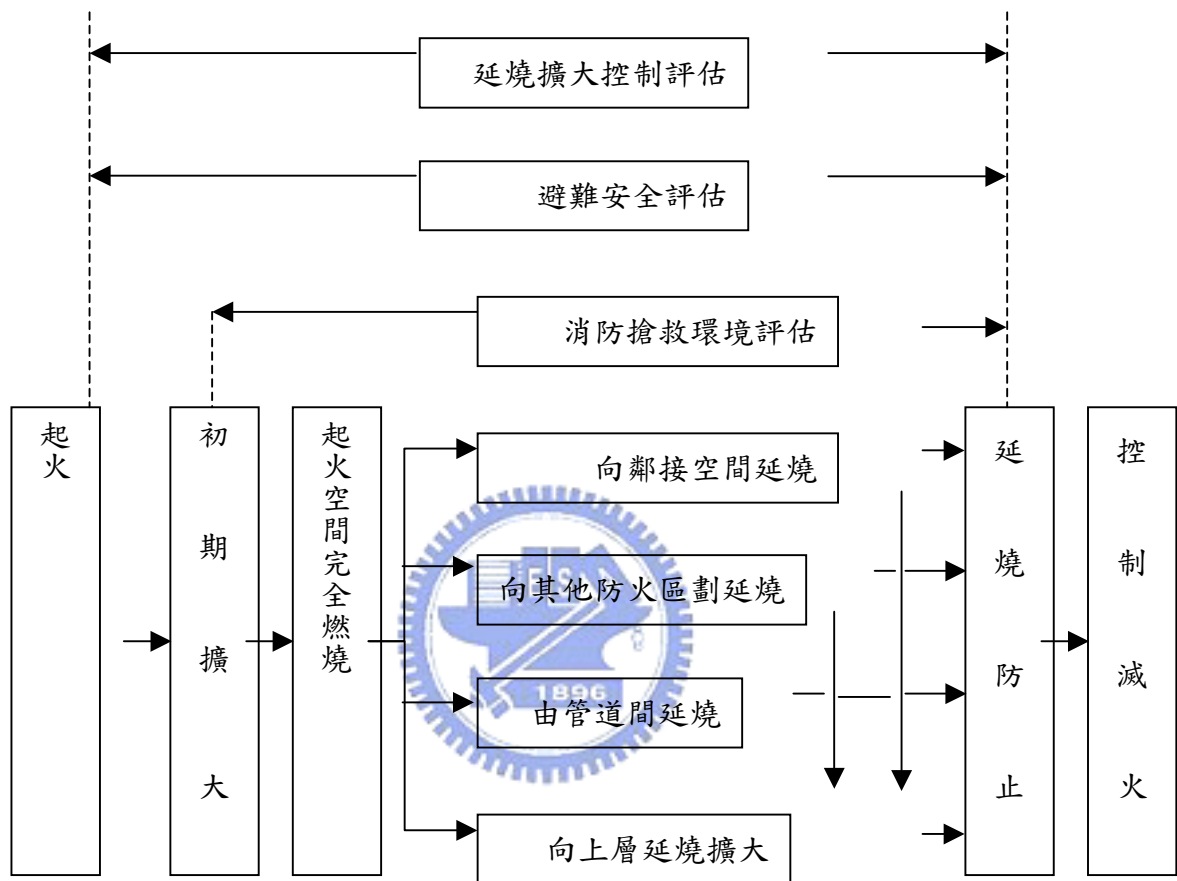 延燒擴大控制評估
避難安全評估
消防搶救環境評估
起火
初期擴大
起火空間完全燃燒
向鄰接空間延燒
向其他防火區劃延燒
由管道間延燒
向上層延燒擴大
延燒防止
控制滅火
1896